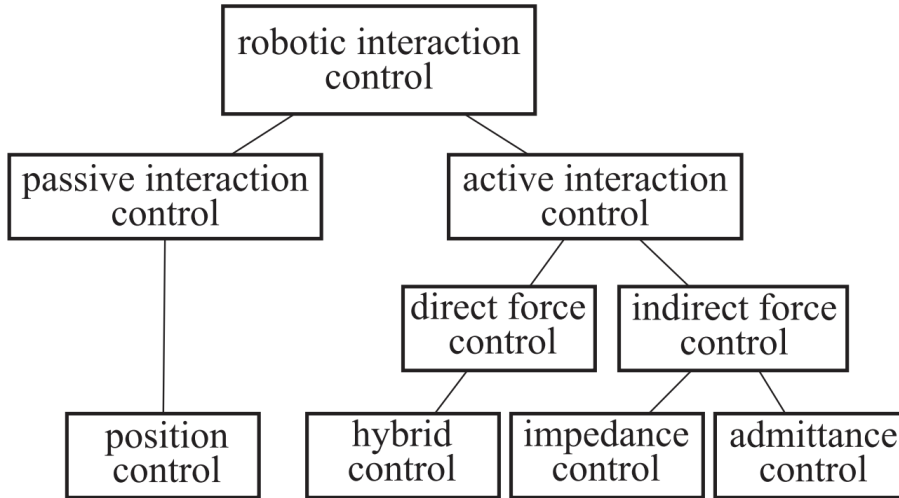 robotic interaction
control
passive interaction
control
active interaction
control
direct force
control
indirect force
control
position
control
hybrid
control
impedance
control
admittance
control